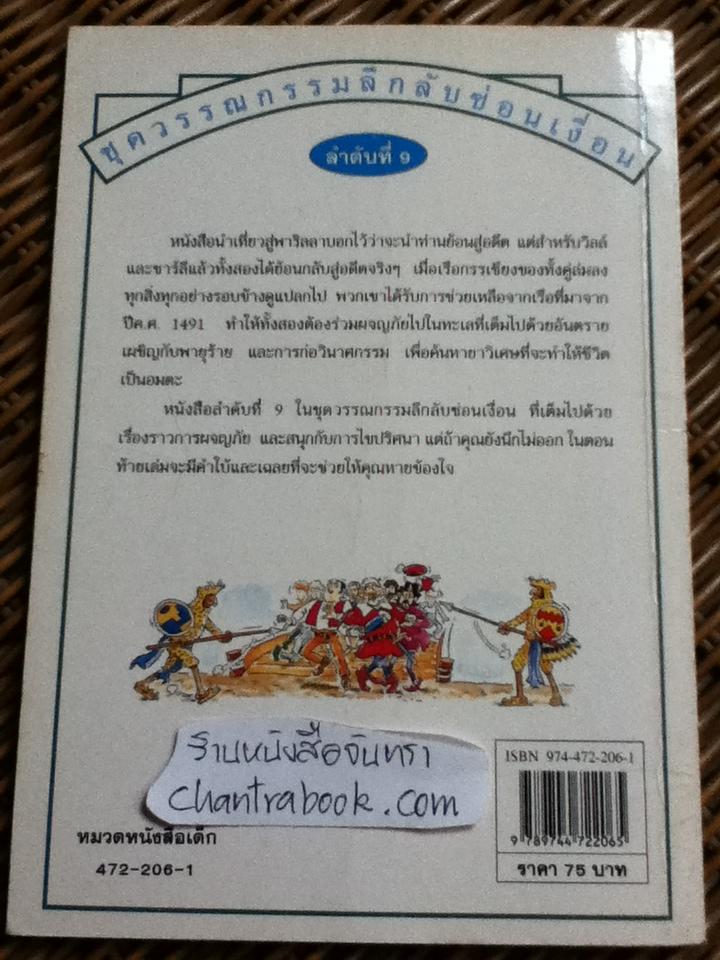 ชุดวรรณกรรมลึกลับซ่อนเงื่อน
ลำดับที่ 9
หนังสือนำเที่ยวสู่พาริลลาบอกไว้ว่าจะนำท่านย้อนสู่อดีต แต่สำหรับวิลล์
และชาร์ลีแล้วทั้งสองได้ย้อนกลับสู่อดีตจริงๆ เมื่อเรือกรรเชียงของทั้งคู่ล่มลง
ทุกสิ่งทุกอย่างรอบข้างดูแปลกไป พวกเขาได้รับการช่วยเหลือจากเรือที่มาจาก
ปีค.ศ. 1491 ทำให้ทั้งสองต้องร่วมผจญภัยไปในทะเลที่เต็มไปด้วยอันตราย
เผชิญกับพายุร้าย และการก่อวินาศกรรม เพื่อค้นหายาวิเศษที่จะทำให้ชีวิต
เป็นอมตะ
หนังสือลำดับที่ 9 ในชุดวรรณกรรมลึกลับซ่อนเงื่อน ที่เต็มไปด้วย
เรื่องราวการผจญภัย และสนุกกับการไขปริศนา แต่ถ้าคุณยังนึกไม่ออก ในตอน
ท้ายเล่มจะมีคำใบ้และเฉลยที่จะช่วยให้คุณหายข้องใจ
ร้านหนังสือจันทรา
chantrabook.com
หมวดหนังสือเด็ก
472-206-1
ISBN 974-472-206-1
9 789744 722065
ราคา 75 บาท